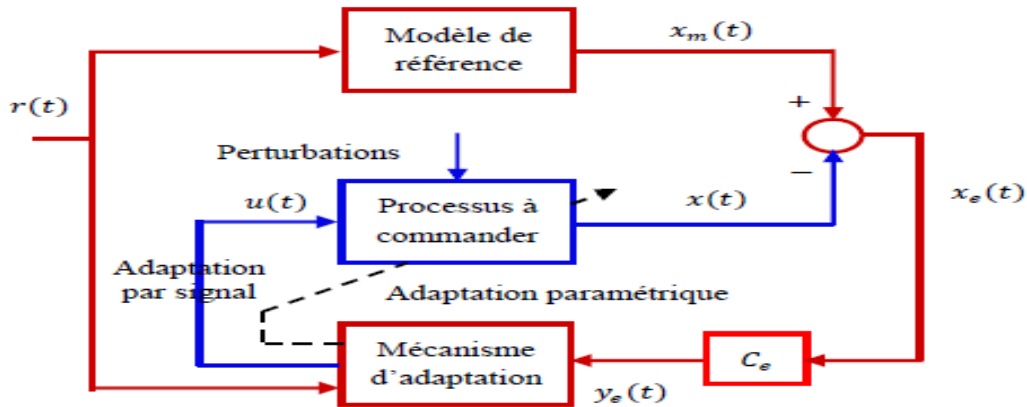 Modèle de
référence
x_m(t)
r(t)
+
Perturbations
−
u(t)
Processus à
commander
x(t)
x_e(t)
Adaptation
par signal
Adaptation paramétrique
Mécanisme
d'adaptation
C_e
y_e(t)